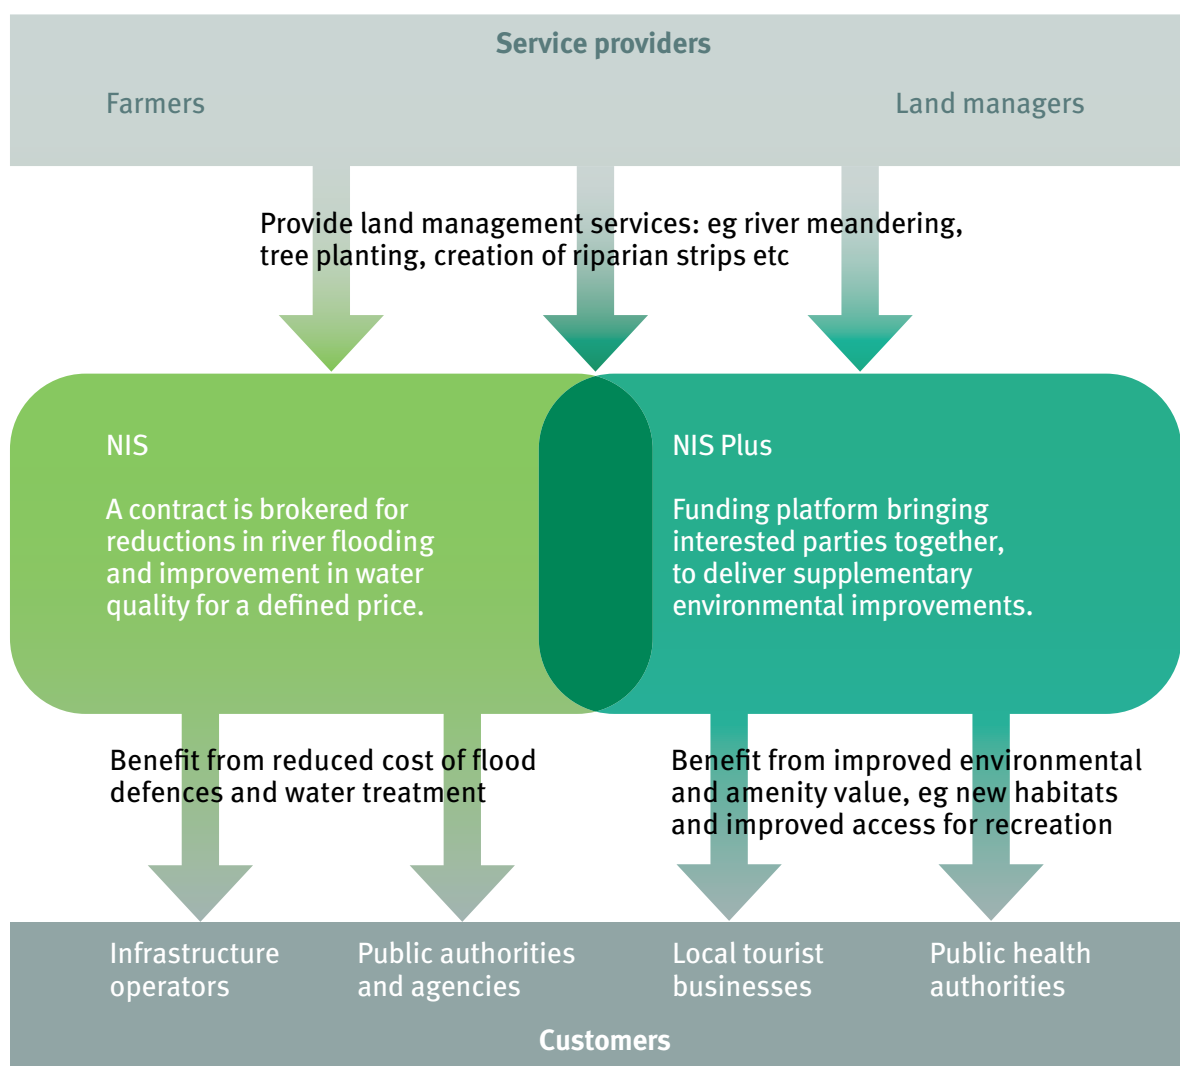 Service providers
Farmers
Land managers
Provide land management services: eg river meandering,
tree planting, creation of riparian strips etc
NIS
A contract is brokered for
reductions in river flooding
and improvement in water
quality for a defined price.
NIS Plus
Funding platform bringing
interested parties together,
to deliver supplementary
environmental improvements.
Benefit from reduced cost of flood
defences and water treatment
Benefit from improved environmental
and amenity value, eg new habitats
and improved access for recreation
Infrastructure
operators
Public authorities
and agencies
Local tourist
businesses
Public health
authorities
Customers